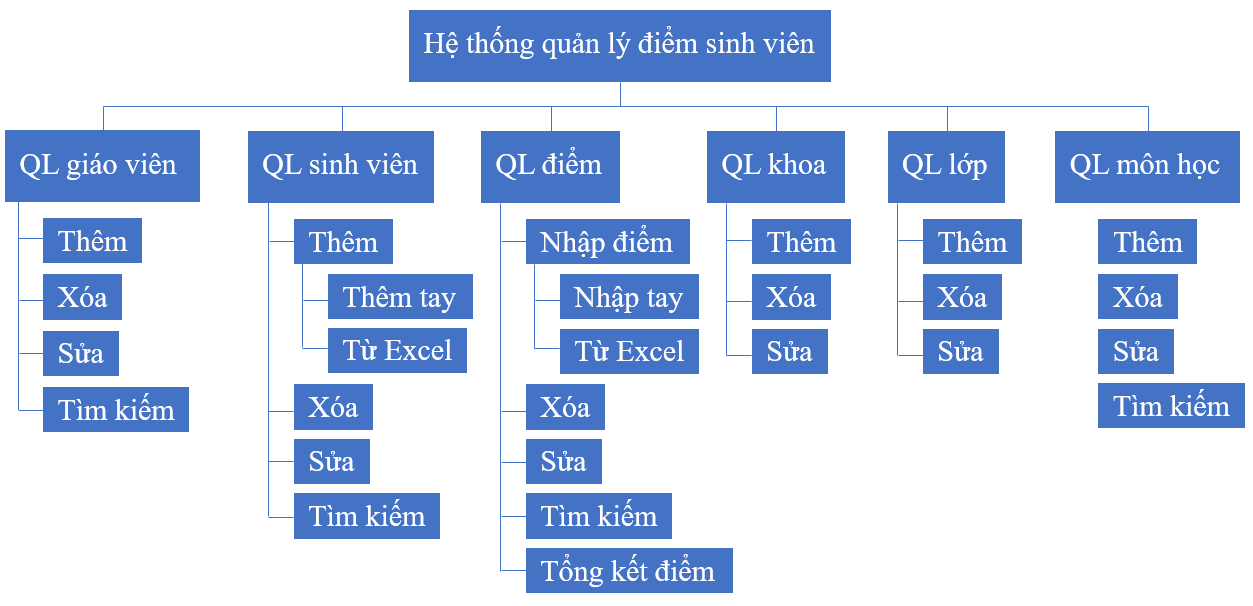 Hệ thống quản lý điểm sinh viên
QL giáo viên
Thêm
Xóa
Sửa
Tìm kiếm
QL sinh viên
Thêm
Thêm tay
Từ Excel
Xóa
Sửa
Tìm kiếm
QL điểm
Nhập điểm
Nhập tay
Từ Excel
Xóa
Sửa
Tìm kiếm
Tổng kết điểm
QL khoa
Thêm
Xóa
Sửa
QL lớp
Thêm
Xóa
Sửa
QL môn học
Thêm
Xóa
Sửa
Tìm kiếm